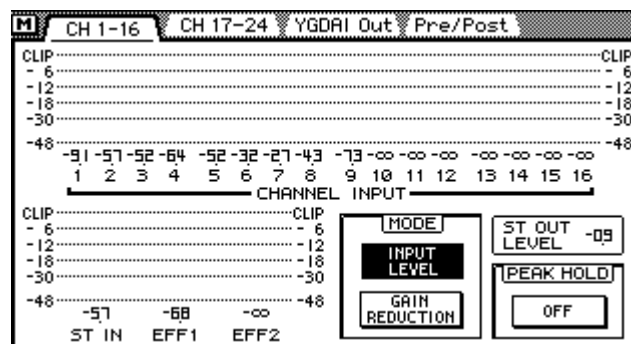 M CH 1-16 CH 17-24 YGDAI Out Pre/Post
CLIP CLIP
- 6 - 6
-12 -12
-18 -18
-30 -30
-48 -48
-91 -57 -52 -64 -52 -32 -27 -43 -73 -∞ -∞ -∞ -∞ -∞ -∞ -∞
1 2 3 4 5 6 7 8 9 10 11 12 13 14 15 16
CHANNEL INPUT
CLIP CLIP
- 6 - 6
-12 -12
-18 -18
-30 -30
-48 -48
-57 -68 -∞
ST IN EFF1 EFF2
MODE
INPUT
LEVEL
GAIN
REDUCTION
ST OUT
LEVEL -0.9
PEAK HOLD
OFF